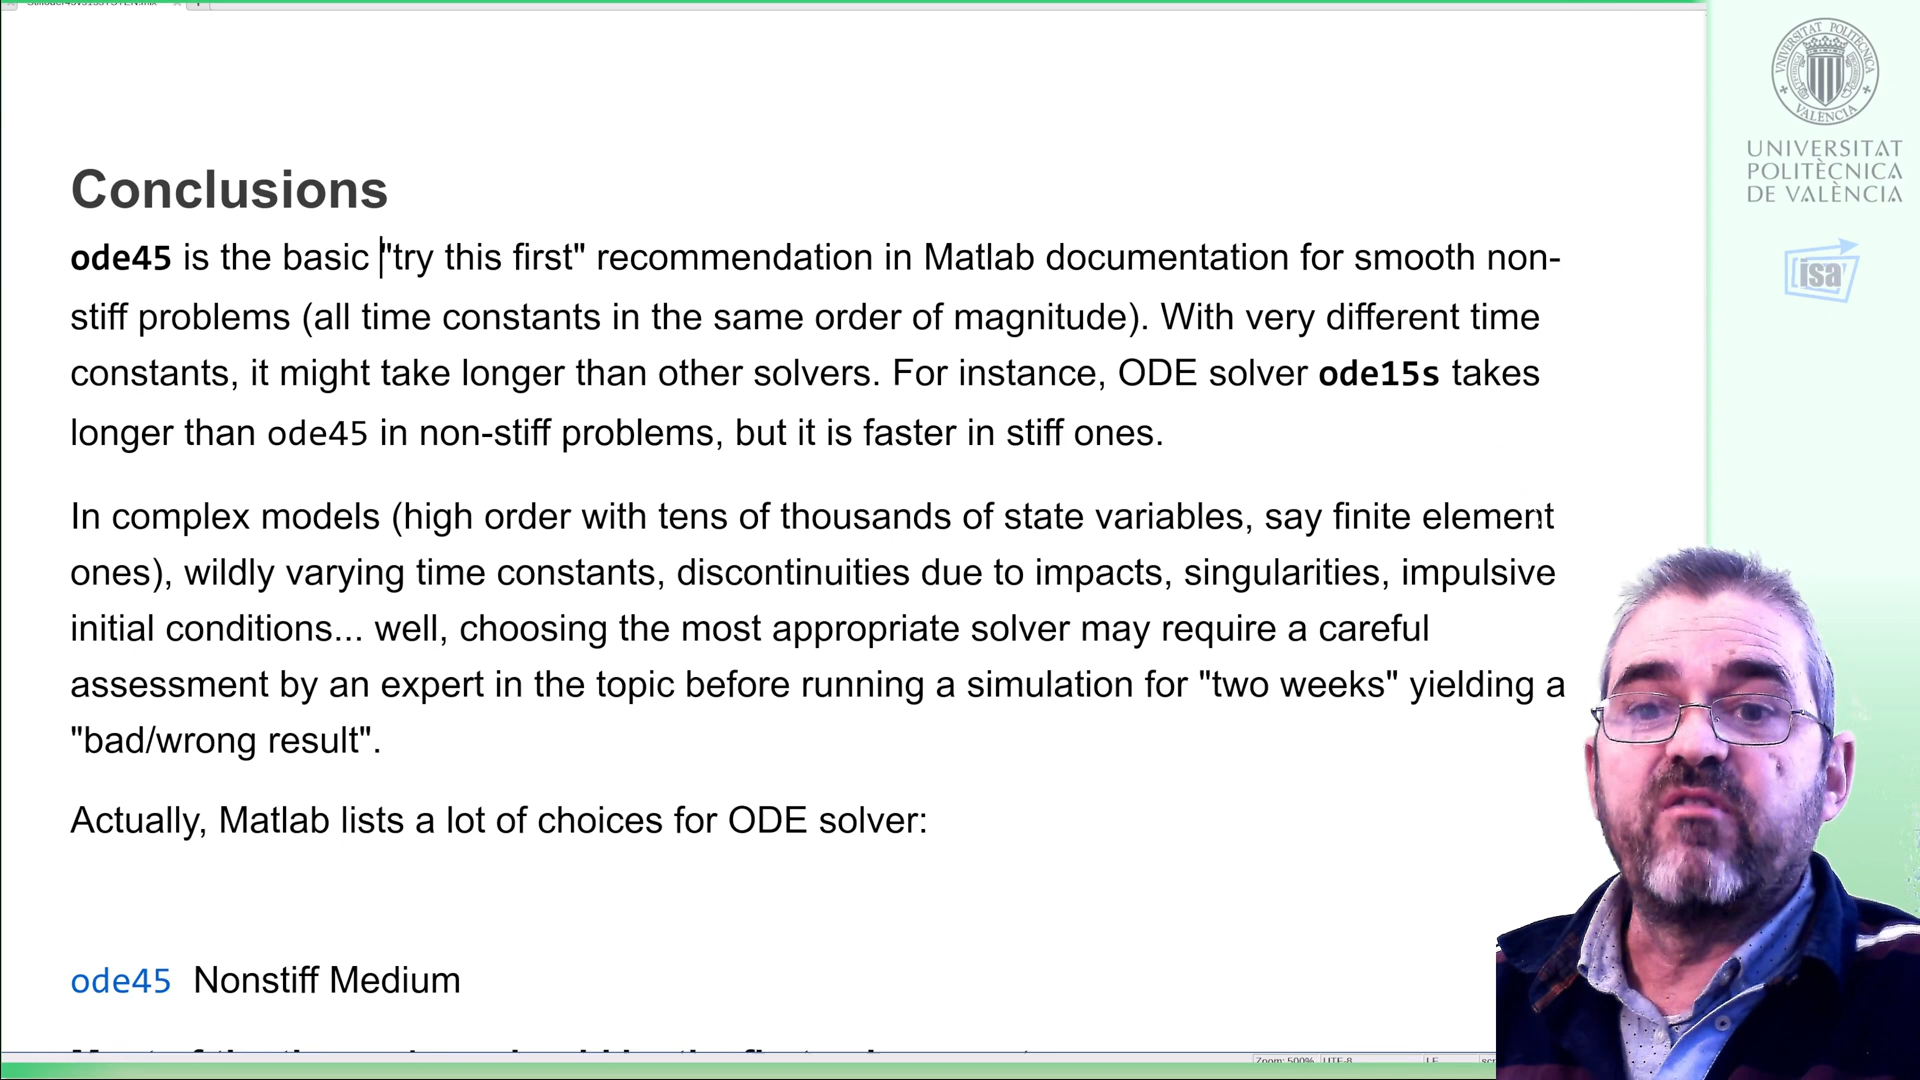 Conclusions
ode45 is the basic "try this first" recommendation in Matlab documentation for smooth non-
stiff problems (all time constants in the same order of magnitude). With very different time
constants, it might take longer than other solvers. For instance, ODE solver ode15s takes
longer than ode45 in non-stiff problems, but it is faster in stiff ones.
In complex models (high order with tens of thousands of state variables, say finite element
ones), wildly varying time constants, discontinuities due to impacts, singularities, impulsive
initial conditions... well, choosing the most appropriate solver may require a careful
assessment by an expert in the topic before running a simulation for "two weeks" yielding a
"bad/wrong result".
Actually, Matlab lists a lot of choices for ODE solver:
ode45 Nonstiff Medium
Zoom: 500% UTF-8 LF
UNIVERSITAT
POLITÈCNICA
DE VALÈNCIA
isa